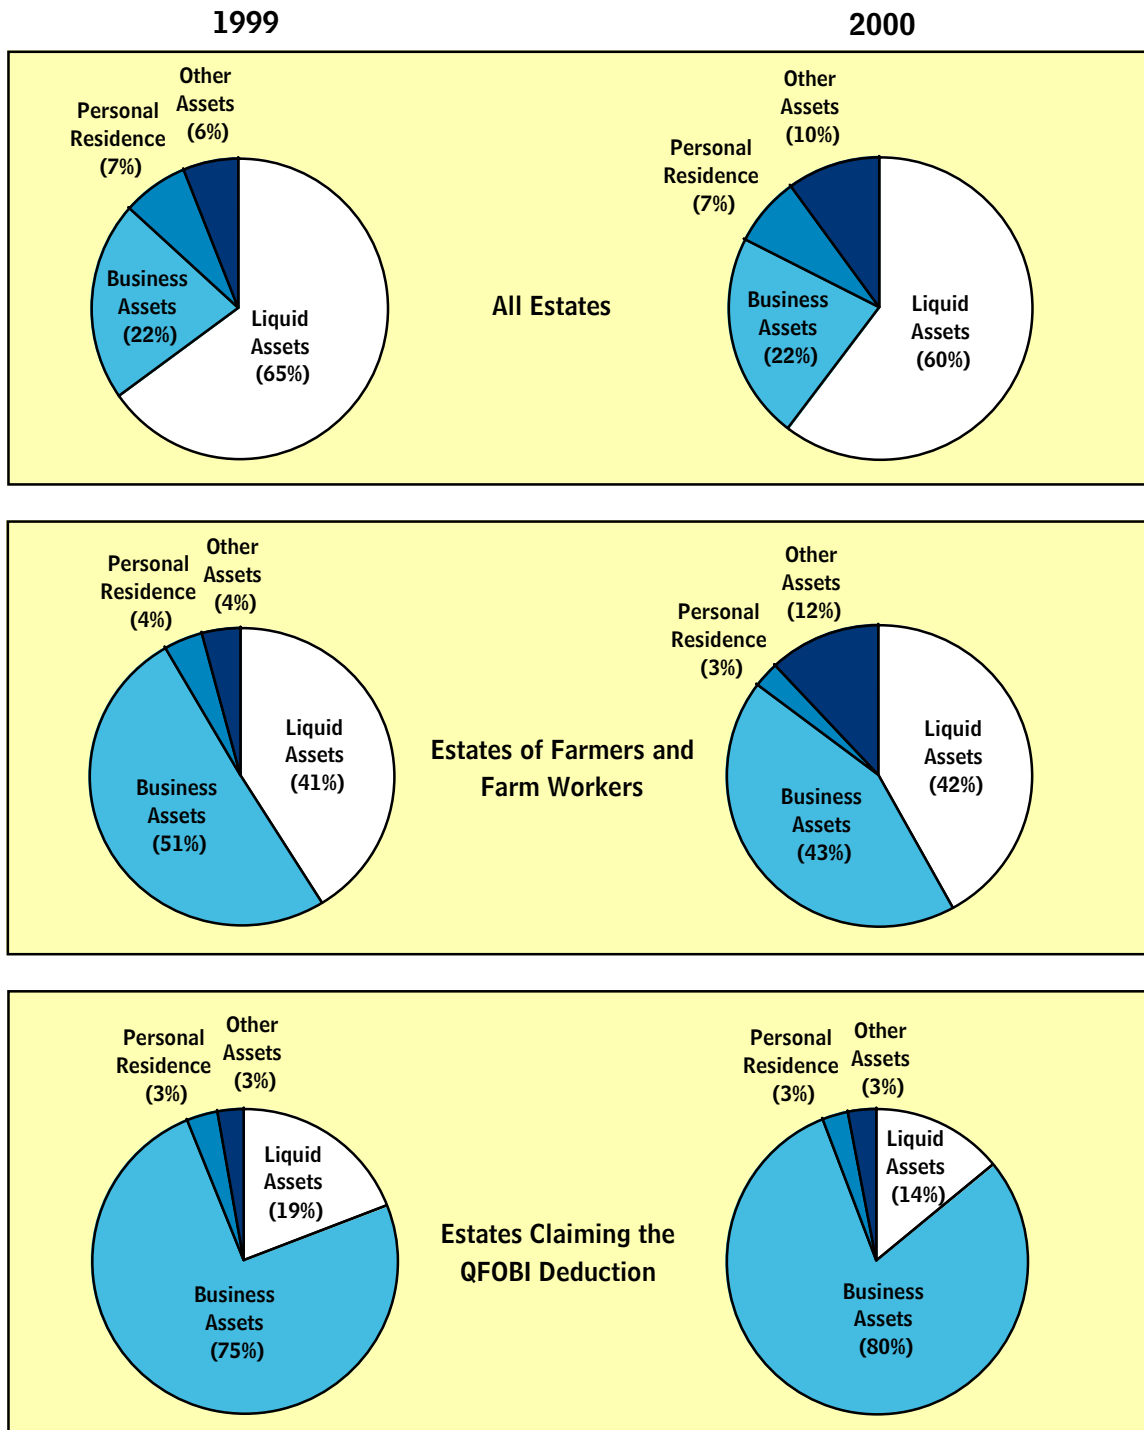 1999
2000
Other
Assets
(6%)
Personal
Residence
(7%)
Business
Assets
(22%)
Liquid
Assets
(65%)
All Estates
Other
Assets
(10%)
Personal
Residence
(7%)
Business
Assets
(22%)
Liquid
Assets
(60%)
Personal
Residence
(4%)
Other
Assets
(4%)
Liquid
Assets
(41%)
Business
Assets
(51%)
Estates of Farmers and
Farm Workers
Other
Assets
(12%)
Personal
Residence
(3%)
Liquid
Assets
(42%)
Business
Assets
(43%)
Personal
Residence
(3%)
Other
Assets
(3%)
Liquid
Assets
(19%)
Business
Assets
(75%)
Estates Claiming the
QFOBI Deduction
Personal
Residence
(3%)
Other
Assets
(3%)
Liquid
Assets
(14%)
Business
Assets
(80%)